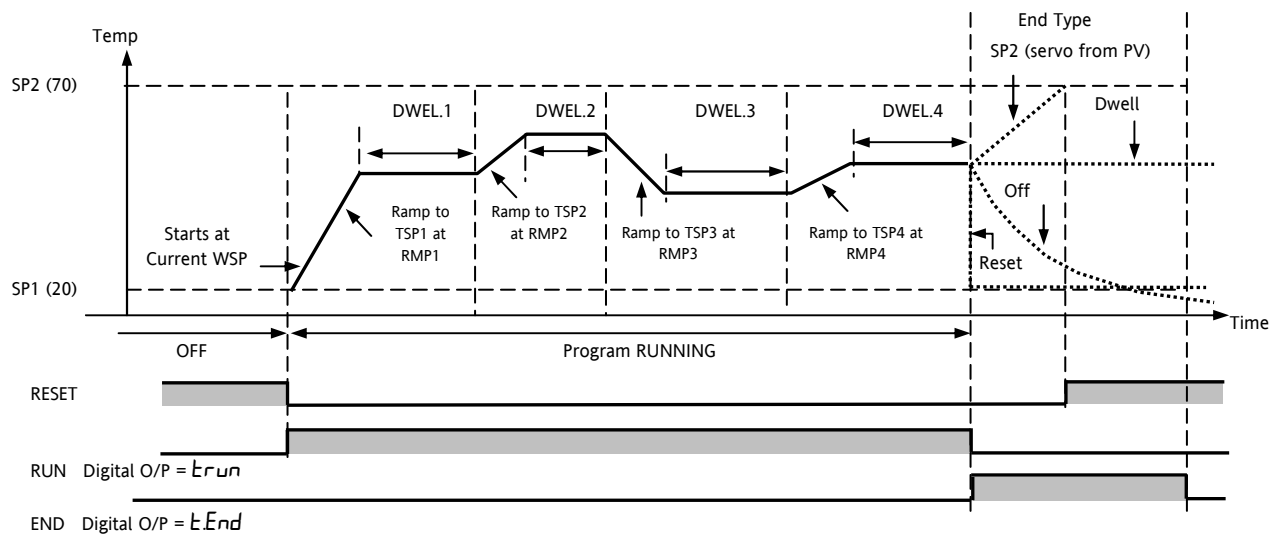 End Type
Temp
SP2 (servo from PV)
SP2 (70)
DWEL.1
DWEL.2
DWEL.3
DWEL.4
Dwell
Off
Starts at
Current WSP
Ramp to
TSP1 at
RMP1
Ramp to TSP2
at RMP2
Ramp to TSP3 at
RMP3
Ramp to TSP4 at
RMP4
Reset
SP1 (20)
Time
OFF
Program RUNNING
RESET
RUN Digital O/P = trun
END Digital O/P = t.End